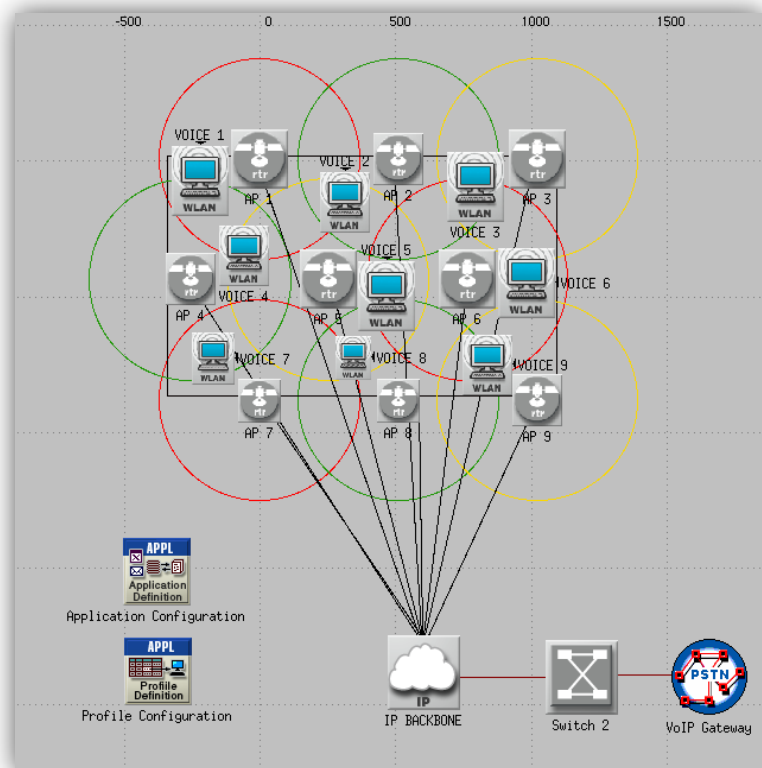 -500 0 500 1000 1500
VOICE 1
VOICE 2
rtr rtr rtr
WLAN WLAN WLAN
AP 1 AP 2 AP 3
VOICE 3
VOICE 5
WLAN
VOICE 4
rtr rtr rtr
WLAN WLAN
VOICE 6
AP 4 AP 5 AP 6
VOICE 7 VOICE 8 VOICE 9
WLAN WLAN WLAN
rtr rtr rtr
AP 7 AP 8 AP 9
APPL
Application
Definition
Application Configuration
APPL
Profile
Definition
Profile Configuration
IP
IP BACKBONE
Switch 2
PSTN
VoIP Gateway